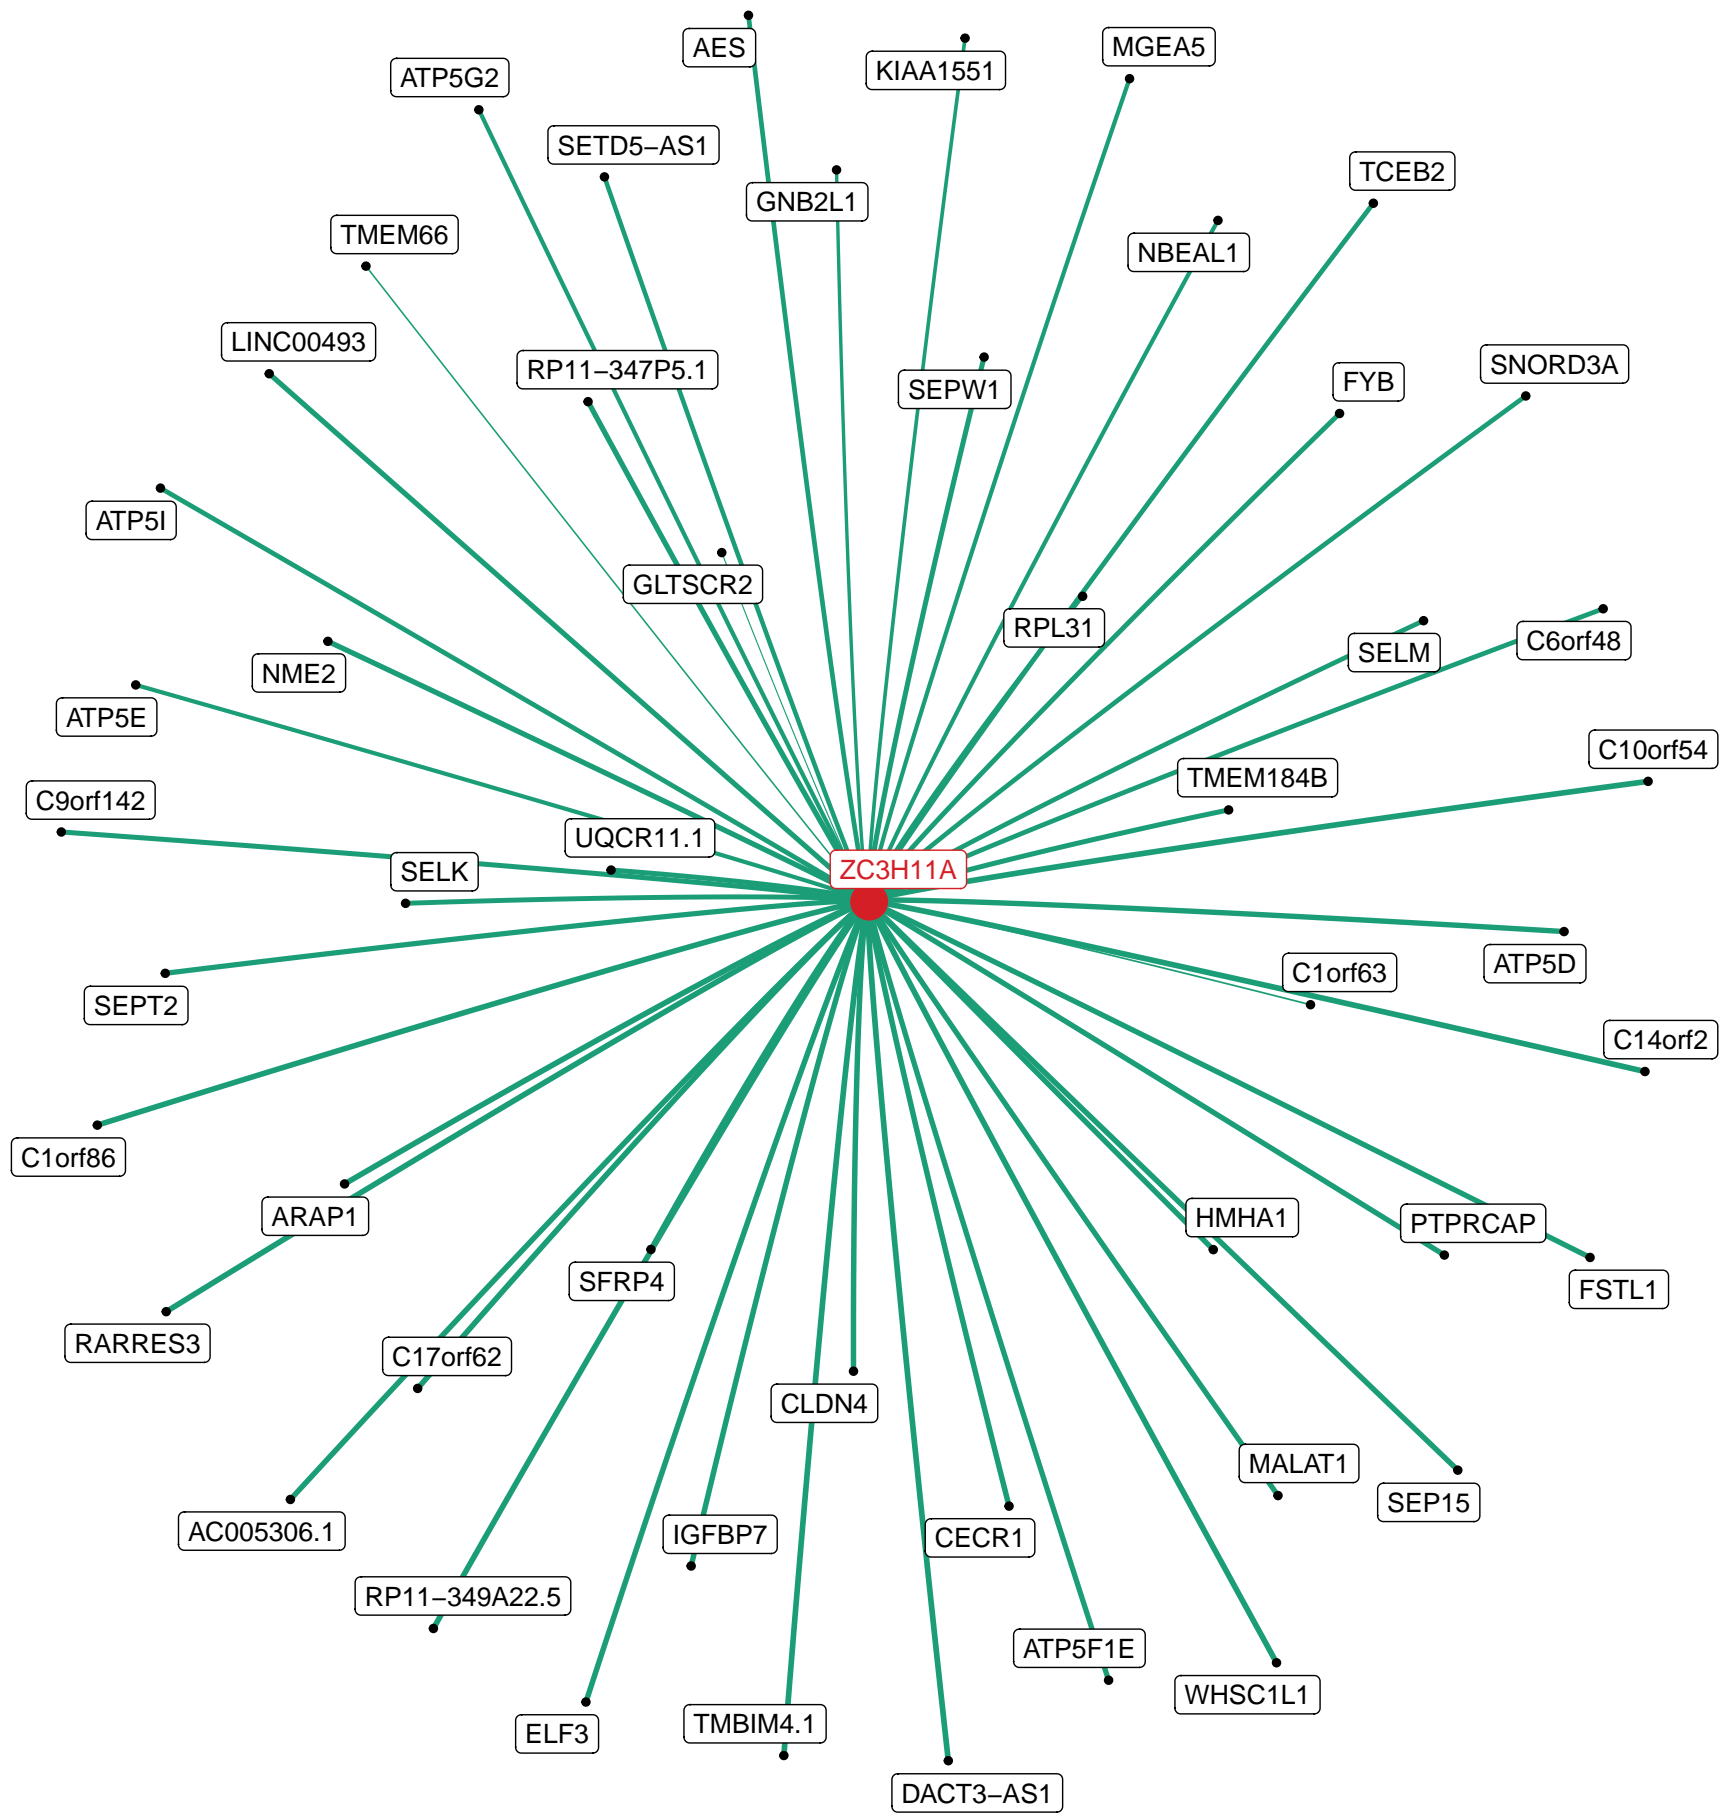 AES
MGEA5
KIAA1551
ATP5G2
SETD5−AS1
TCEB2
GNB2L1
TMEM66
NBEAL1
LINC00493
SNORD3A
RP11−347P5.1
FYB
SEPW1
ATP5I
GLTSCR2
RPL31
C6orf48
SELM
NME2
ATP5E
C10orf54
TMEM184B
C9orf142
UQCR11.1
ZC3H11A
SELK
ATP5D
C1orf63
SEPT2
C14orf2
C1orf86
ARAP1
HMHA1
PTPRCAP
SFRP4
FSTL1
RARRES3
C17orf62
CLDN4
MALAT1
SEP15
AC005306.1
IGFBP7
CECR1
RP11−349A22.5
ATP5F1E
WHSC1L1
TMBIM4.1
ELF3
DACT3−AS1